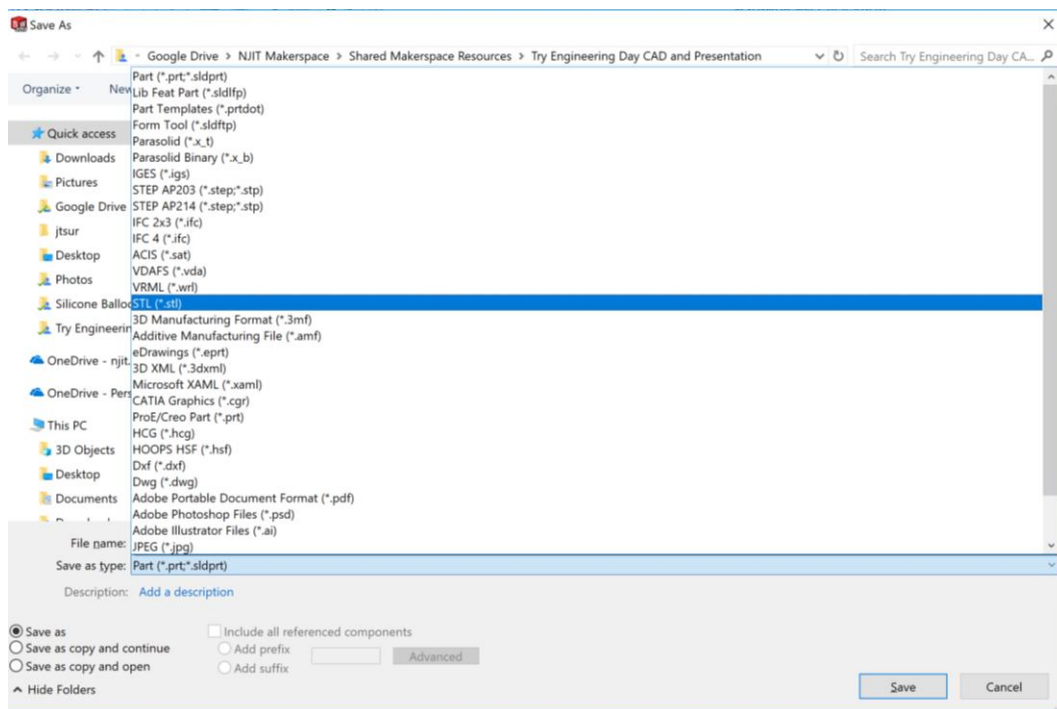 Save As
Google Drive > NJIT Makerspace > Shared Makerspace Resources > Try Engineering Day CAD and Presentation
Search Try Engineering Day CA...
Organize
New
Quick access
Downloads
Pictures
Google Drive
jtsur
Desktop
Photos
Silicone Balloo
Try Engineerin
OneDrive - njit.
OneDrive - Pers
This PC
3D Objects
Desktop
Documents
Part (*.prt;*.sldprt)
Lib Feat Part (*.sldlfp)
Part Templates (*.prtdot)
Form Tool (*.sldftp)
Parasolid (*.x_t)
Parasolid Binary (*.x_b)
IGES (*.igs)
STEP AP203 (*.step;*.stp)
STEP AP214 (*.step;*.stp)
IFC 2x3 (*.ifc)
IFC 4 (*.ifc)
ACIS (*.sat)
VDAFS (*.vda)
VRML (*.wrl)
STL (*.stl)
3D Manufacturing Format (*.3mf)
Additive Manufacturing File (*.amf)
eDrawings (*.eprt)
3D XML (*.3dxml)
Microsoft XAML (*.xaml)
CATIA Graphics (*.cgr)
ProE/Creo Part (*.prt)
HCG (*.hcg)
HOOPS HSF (*.hsf)
Dxf (*.dxf)
Dwg (*.dwg)
Adobe Portable Document Format (*.pdf)
Adobe Photoshop Files (*.psd)
Adobe Illustrator Files (*.ai)
JPEG (*.jpg)
File name:
Save as type: Part (*.prt;*.sldprt)
Description: Add a description
Save as
Save as copy and continue
Save as copy and open
Include all referenced components
Add prefix
Add suffix
Advanced
Hide Folders
Save
Cancel